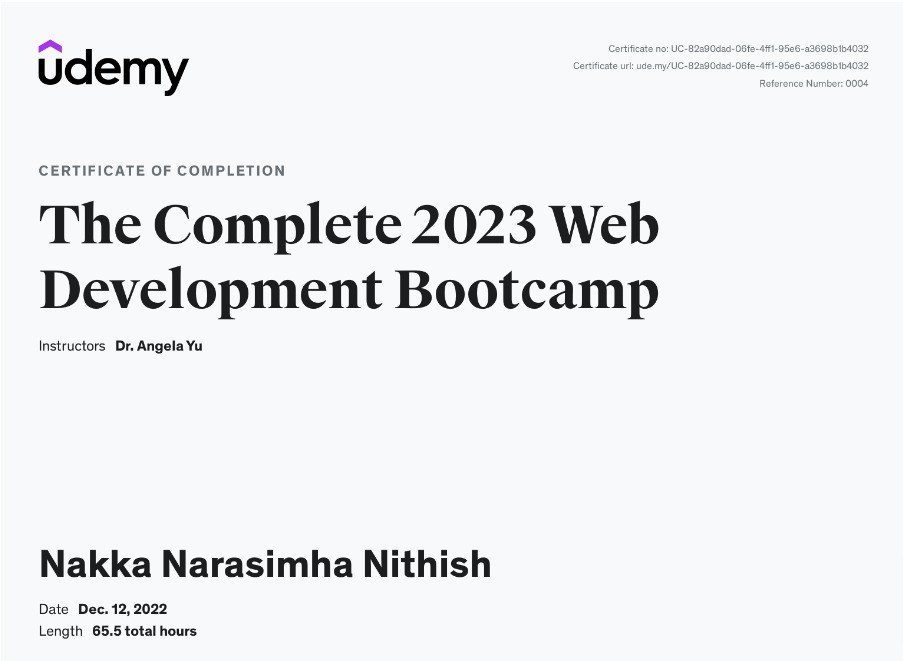 udemy
Certificate no: UC-82a90dad-06fe-4ff1-95e6-a3698b1b4032
Certificate url: ude.my/UC-82a90dad-06fe-4ff1-95e6-a3698b1b4032
Reference Number: 0004
CERTIFICATE OF COMPLETION
The Complete 2023 Web
Development Bootcamp
Instructors Dr. Angela Yu
Nakka Narasimha Nithish
Date Dec. 12, 2022
Length 65.5 total hours